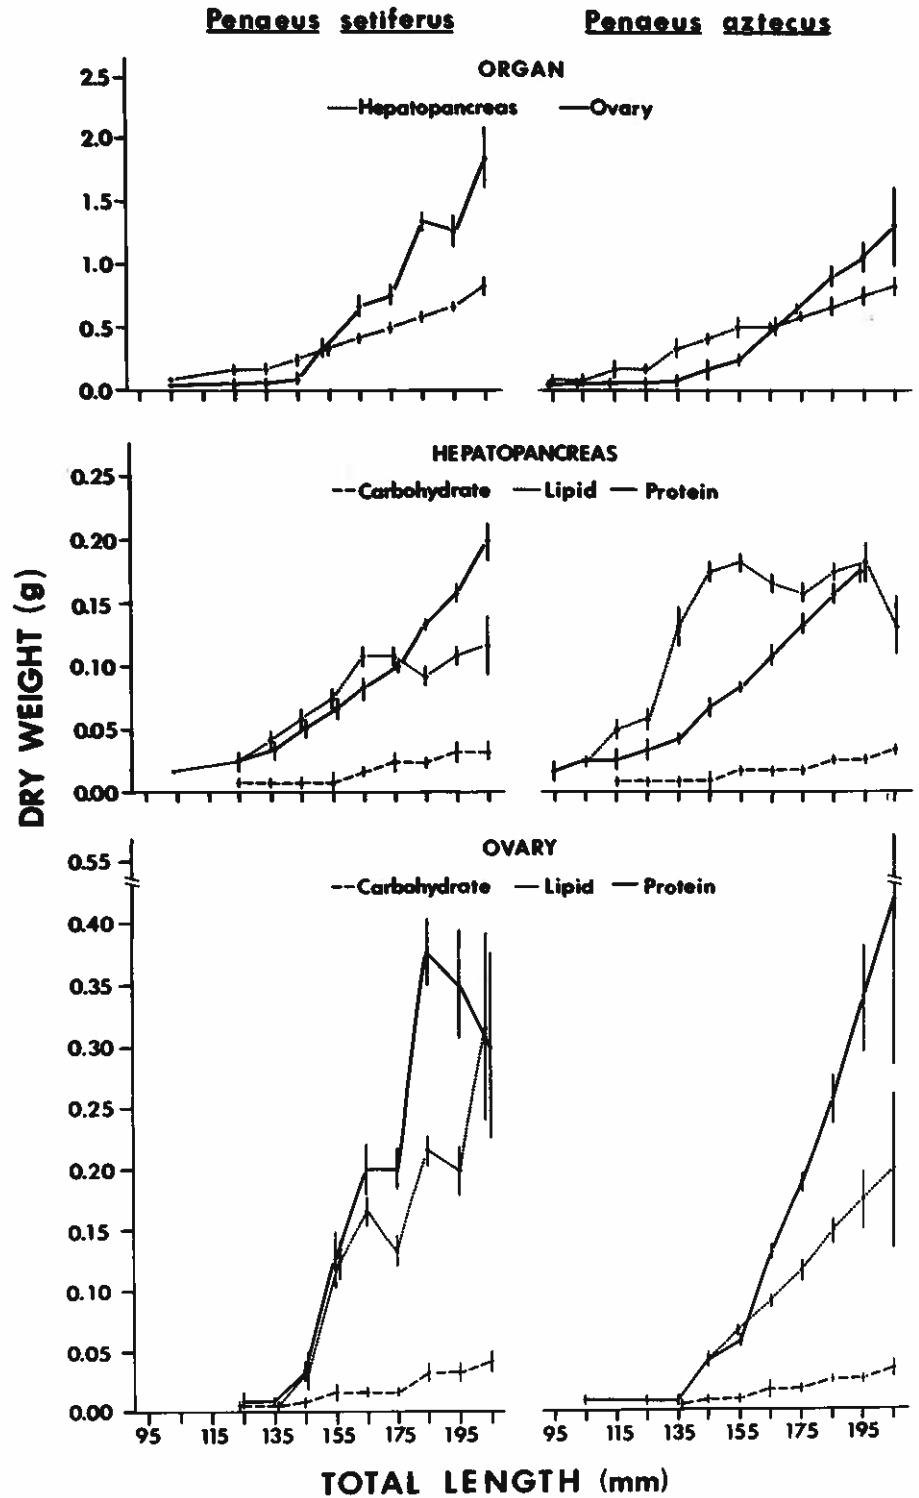 Penaeus setiferus Penaeus aztecus
ORGAN
Hepatopancreas Ovary
2.5
2.0
1.5
1.0
0.5
0.0
HEPATOPANCREAS
Carbohydrate Lipid Protein
0.25
0.20
0.15
0.10
0.05
0.00
DRY WEIGHT (g)
OVARY
Carbohydrate Lipid Protein
0.55
0.40
0.35
0.30
0.25
0.20
0.15
0.10
0.05
0.00
95 115 135 155 175 195 95 115 135 155 175 195
TOTAL LENGTH (mm)